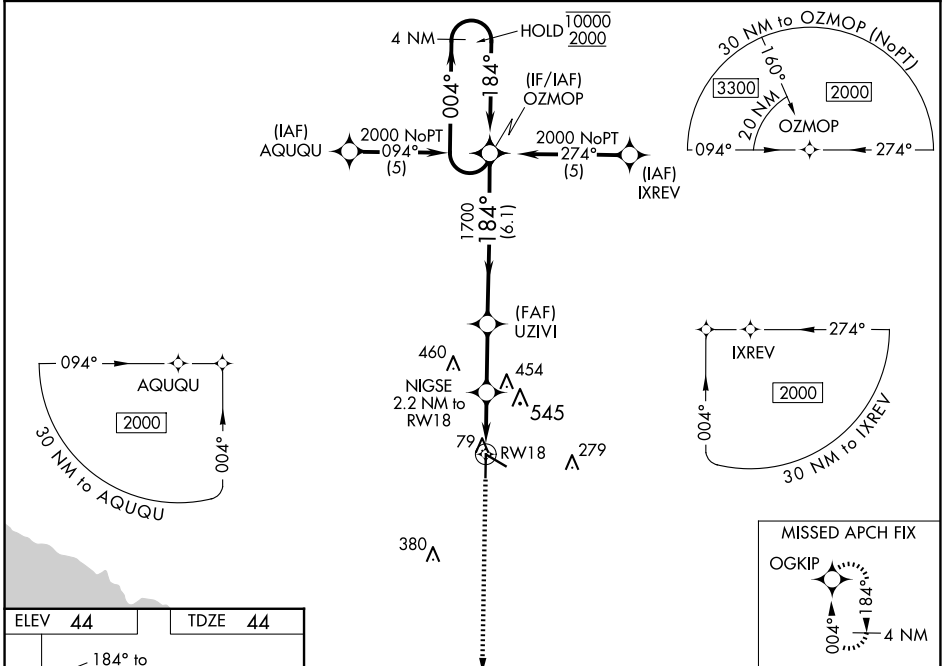 HOLD 10000
2000
4 NM
004°
184°
(IF/IAF)
OZMOP
(IAF)
AQUQU
2000 NoPT
094°
(5)
2000 NoPT
274°
(5)
(IAF)
IXREV
1700
184°
(6.1)
30 NM to OZMOP (NoPT)
160°
3300
2000
20 NM
OZMOP
094°
274°
(FAF)
UZIVI
460
454
NIGSE
2.2 NM to
RW18
545
79
RW18
279
380
094°
AQUQU
2000
004°
30 NM to AQUQU
274°
IXREV
2000
004°
30 NM to IXREV
MISSED APCH FIX
OGKIP
184°
004°
4 NM
ELEV 44
TDZE 44
184° to